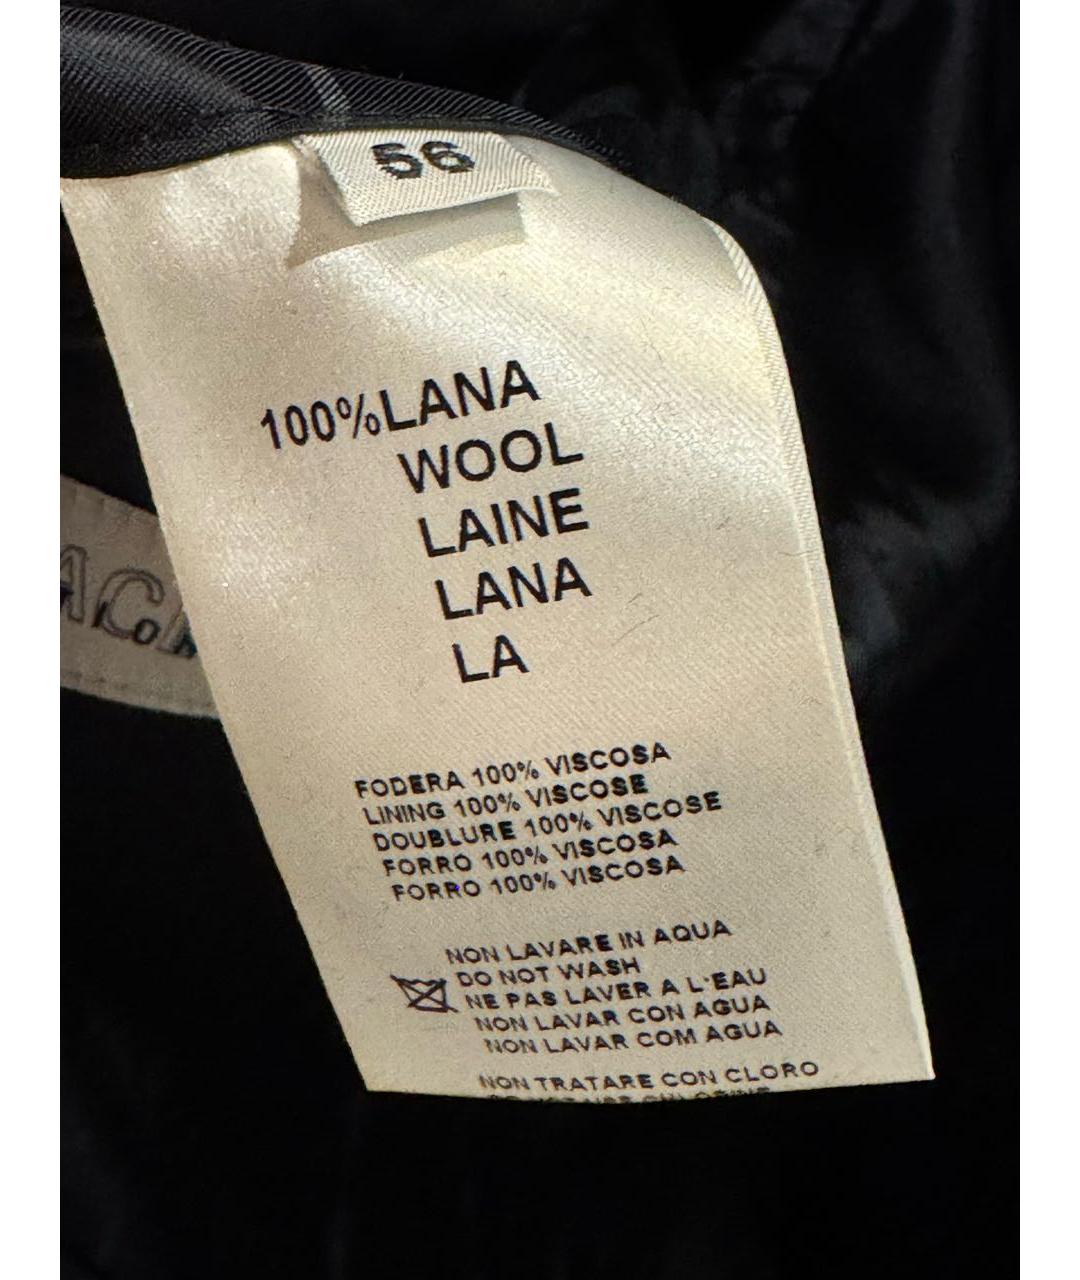 56
100%LANA
WOOL
LAINE
LANA
LA
FODERA 100% VISCOSA
LINING 100% VISCOSE
DOUBLURE 100% VISCOSE
FORRO 100% VISCOSA
FORRO 100% VISCOSA
NON LAVARE IN AQUA
DO NOT WASH
NE PAS LAVER A L'EAU
NON LAVAR CON AGUA
NON LAVAR COM AGUA
NON TRATARE CON CLORO